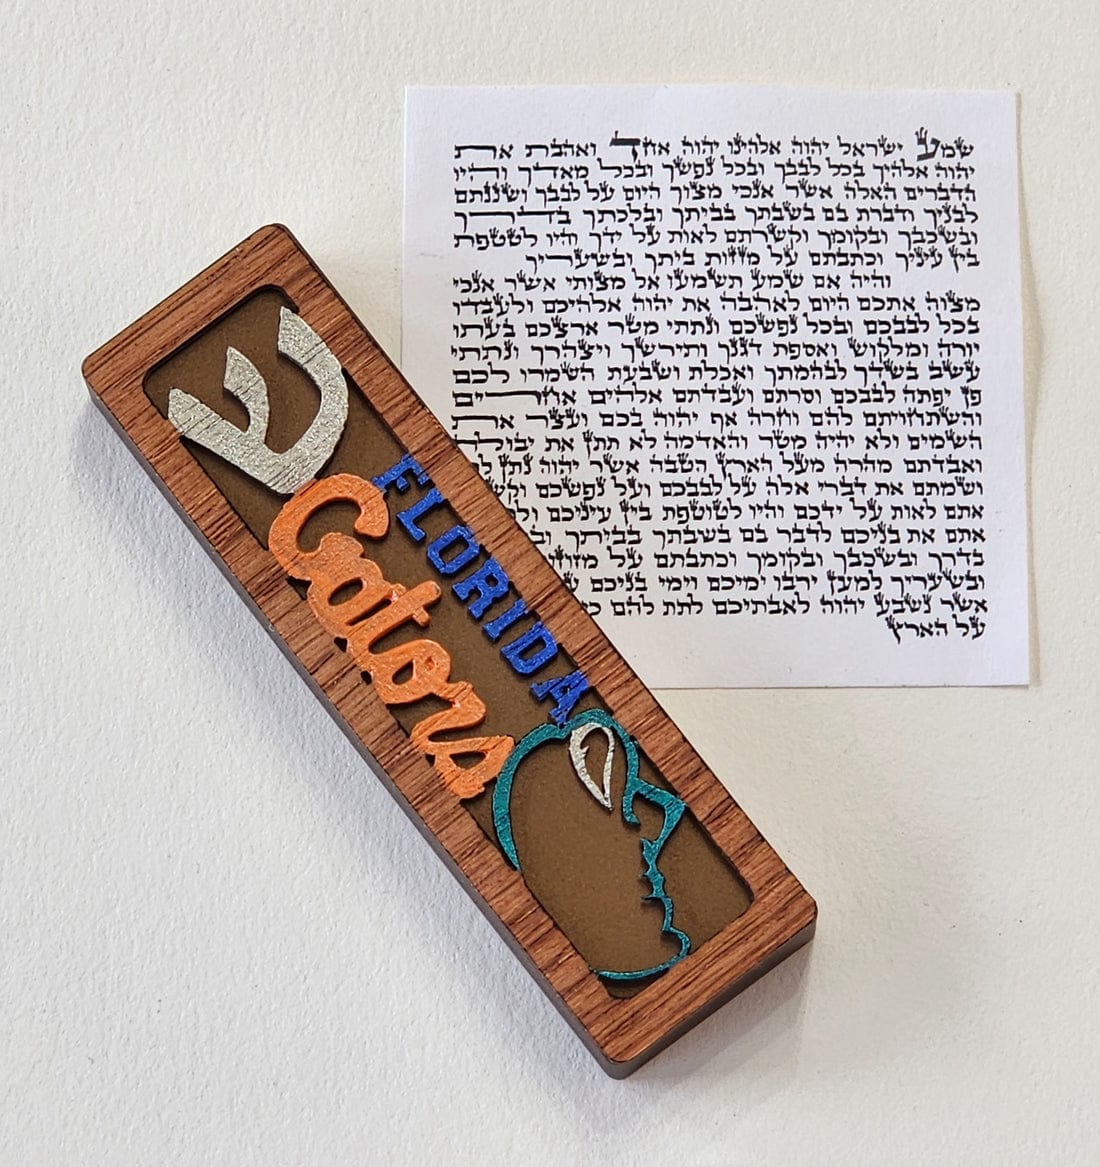 ש
FLORIDA
Gators
שמע ישראל יהוה אלהינו יהוה אחד ואהבת את
יהוה אלהיך בכל לבבך ובכל נפשך ובכל מאדך והיו
הדברים האלה אשר אנכי מצוך היום על לבבך ושננתם
לבניך ודברת בם בשבתך בביתך ובלכתך בדרך
ובשכבך ובקומך וקשרתם לאות על ידך והיו לטטפת
בין עיניך וכתבתם על מזזות ביתך ובשעריך
והיה אם שמע תשמעו אל מצותי אשר אנכי
מצוה אתכם היום לאהבה את יהוה אלהיכם ולעבדו
בכל לבבכם ובכל נפשכם ונתתי מטר ארצכם בעתו
יורה ומלקוש ואספת דגנך ותירשך ויצהרך ונתתי
עשב בשדך לבהמתך ואכלת ושבעת השמרו לכם
פן יפתה לבבכם וסרתם ועבדתם אלהים אחרים
והשתחויתם להם וחרה אף יהוה בכם ועצר את
השמים ולא יהיה מטר והאדמה לא תתן את יבולה
ואבדתם מהרה מעל הארץ הטבה אשר יהוה נתן
ושמתם את דברי אלה על לבבכם ועל נפשכם
אתם לאות על ידכם והיו לטוטפת בין עיניכם
אתם את בניכם לדבר בם בשבתך בביתך
בדרך ובשכבך ובקומך וכתבתם על
ובשעריך למען ירבו ימיכם וימי בניכם
אשר נשבע יהוה לאבתיכם לתת להם
על הארץ